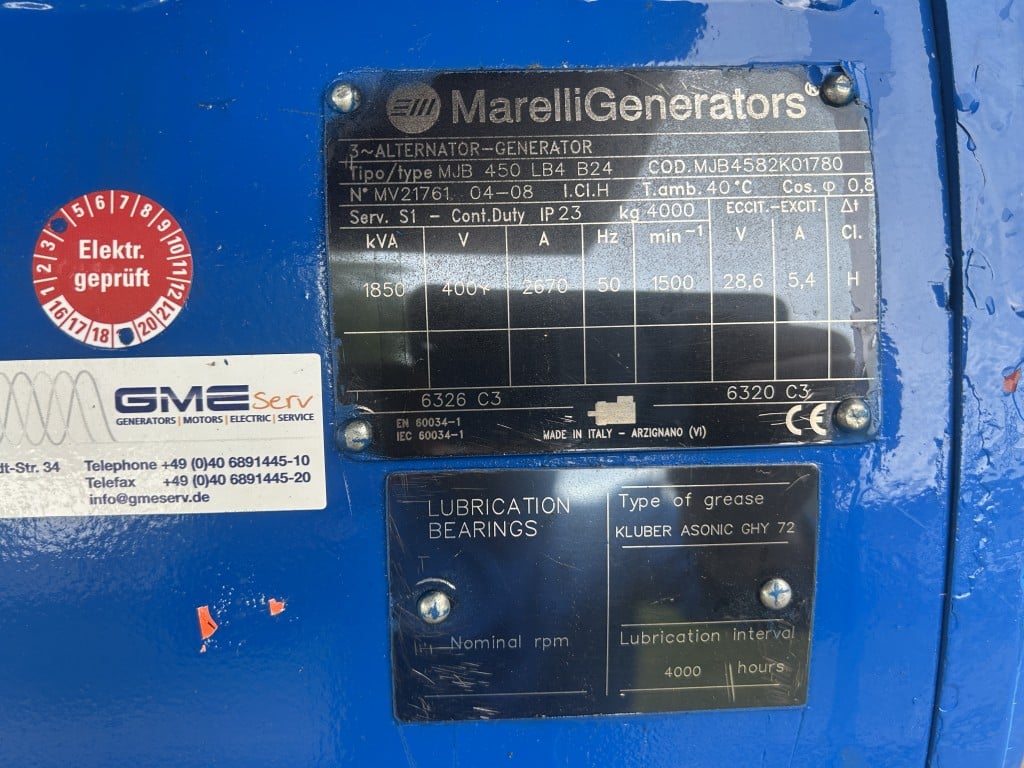 MarelliGenerators®
3~ALTERNATOR-GENERATOR
Tipo/type MJB 450 LB4 B24 COD.MJB4582K01780
N° MV21761 04-08 I.Cl.H T.amb. 40°C Cos. φ 0,8
Serv. S1 - Cont.Duty IP 23 kg 4000 ECCIT.-EXCIT. Δt
kVA V A Hz min⁻¹ V A Cl.
1850 400Y 2670 50 1500 28,6 5,4 H
6326 C3 6320 C3
EN 60034-1
IEC 60034-1
MADE IN ITALY - ARZIGNANO (VI)
CE
LUBRICATION
BEARINGS
Type of grease
KLUBER ASONIC GHY 72
Nominal rpm
Lubrication interval
4000 hours
Elektr.
geprüft
1 2 3 5 6 7 8 9 10 11 12
16 17 18 20 21
GME Serv
GENERATORS | MOTORS | ELECTRIC | SERVICE
dt-Str. 34 Telephone +49 (0)40 6891445-10
Telefax +49 (0)40 6891445-20
info@gmeserv.de